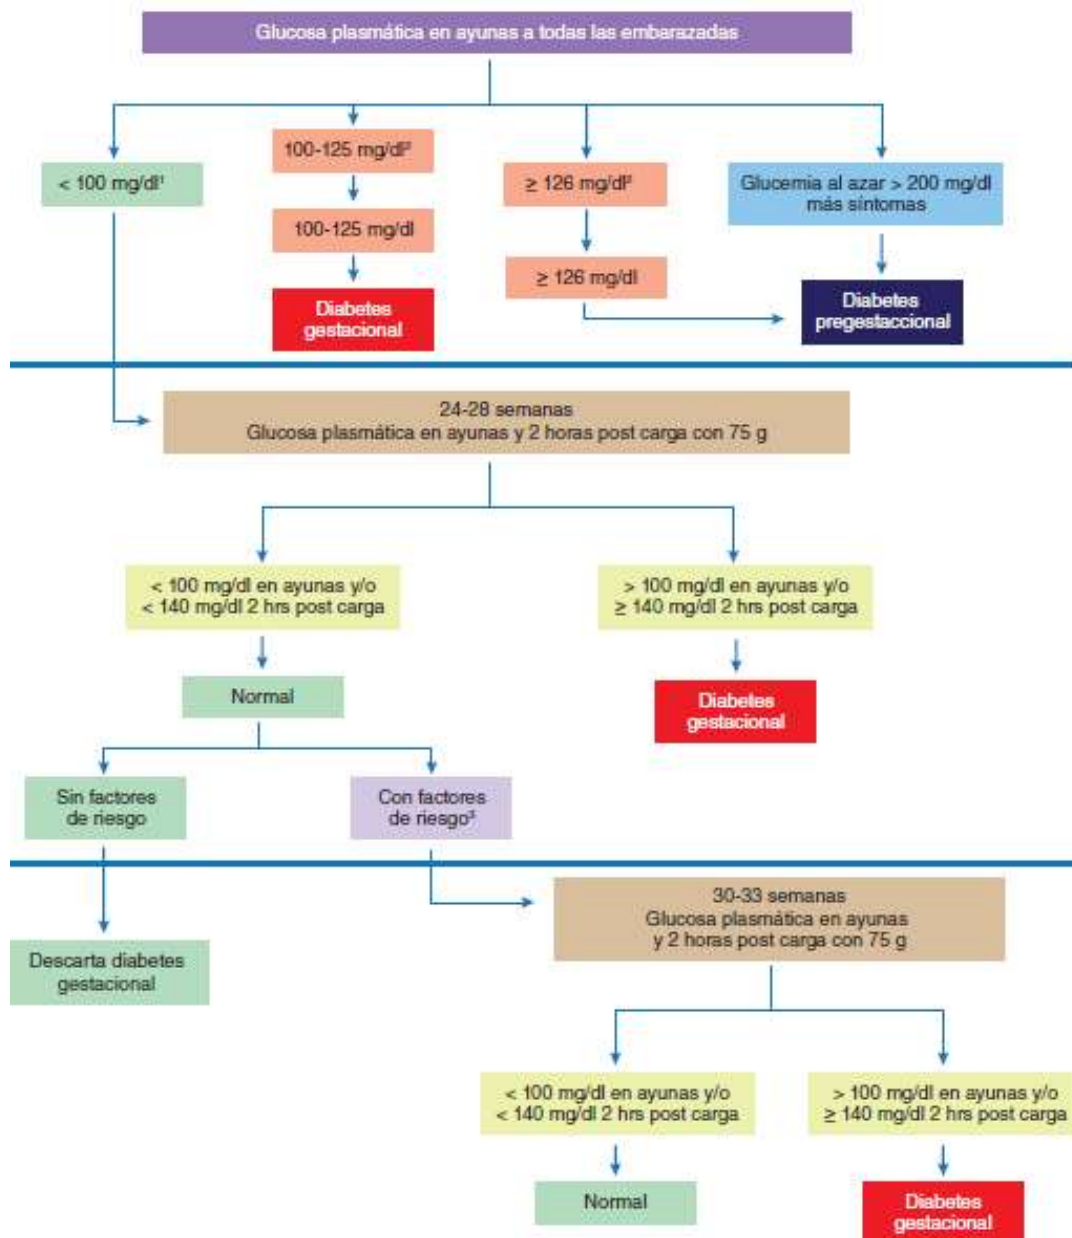 Glucosa plasmática en ayunas a todas las embarazadas
< 100 mg/dl¹
100-125 mg/dl²
100-125 mg/dl
Diabetes
gestacional
≥ 126 mg/dl²
≥ 126 mg/dl
Glucemia al azar > 200 mg/dl
más síntomas
Diabetes
pregestaccional
24-28 semanas
Glucosa plasmática en ayunas y 2 horas post carga con 75 g
< 100 mg/dl en ayunas y/o
< 140 mg/dl 2 hrs post carga
> 100 mg/dl en ayunas y/o
≥ 140 mg/dl 2 hrs post carga
Normal
Diabetes
gestacional
Sin factores
de riesgo
Con factores
de riesgo³
Descarta diabetes
gestacional
30-33 semanas
Glucosa plasmática en ayunas
y 2 horas post carga con 75 g
< 100 mg/dl en ayunas y/o
< 140 mg/dl 2 hrs post carga
> 100 mg/dl en ayunas y/o
≥ 140 mg/dl 2 hrs post carga
Normal
Diabetes
gestacional